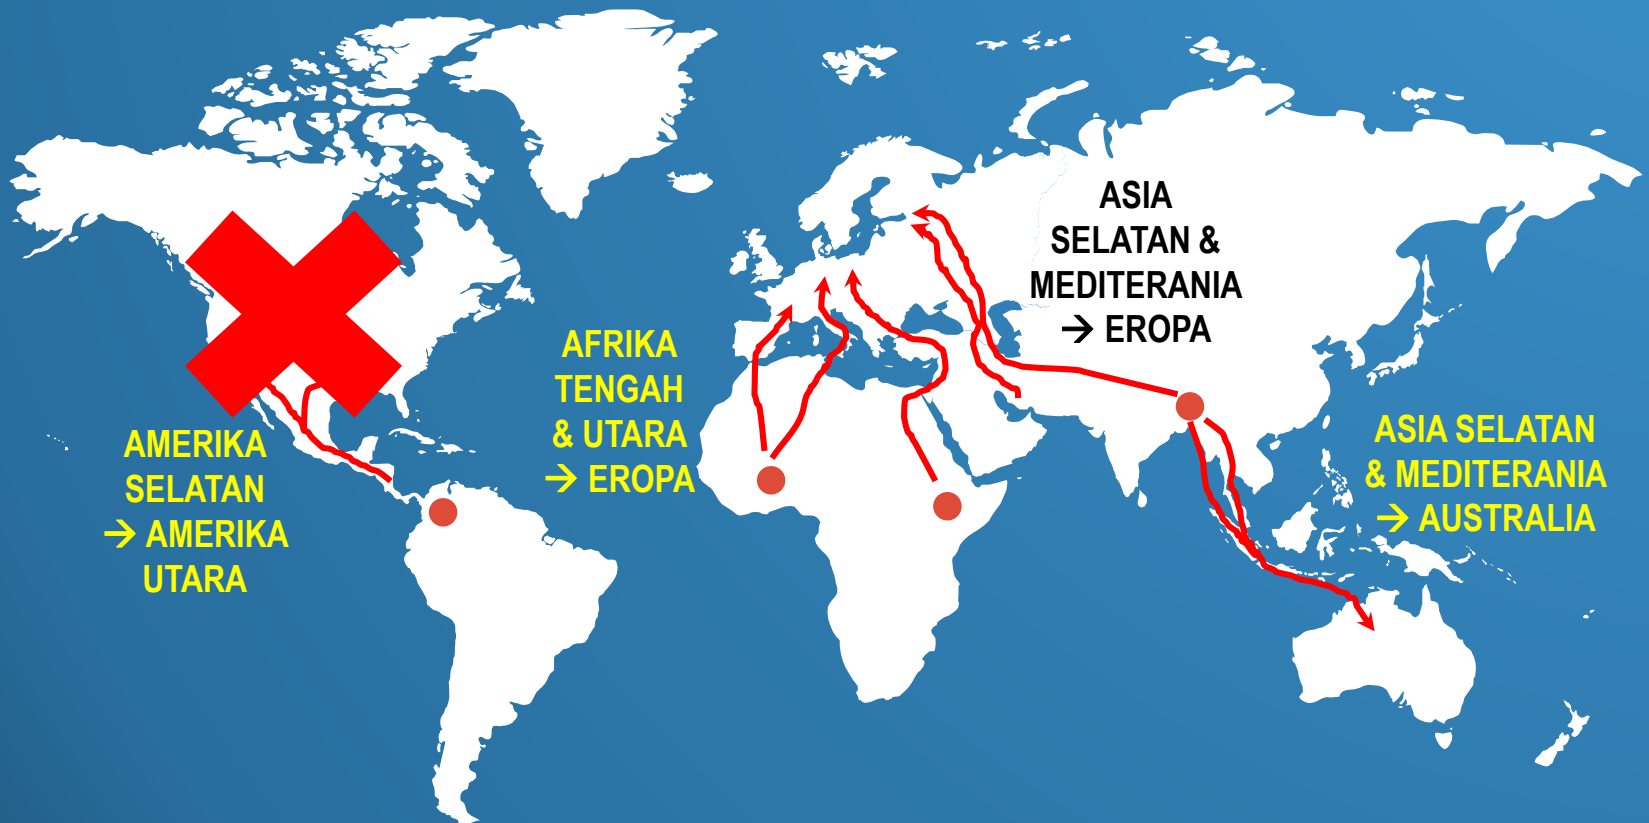 AMERIKA
SELATAN
→ AMERIKA
UTARA
AFRIKA
TENGAH
& UTARA
→ EROPA
ASIA
SELATAN &
MEDITERANIA
→ EROPA
ASIA SELATAN
& MEDITERANIA
→ AUSTRALIA